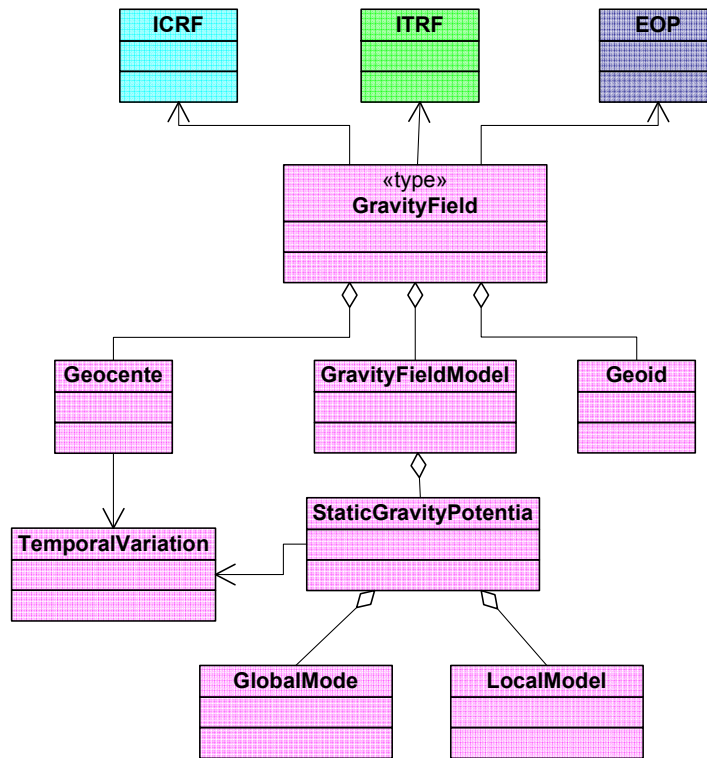 ICRF
ITRF
EOP
«type»
GravityField
Geocente
GravityFieldModel
Geoid
StaticGravityPotentia
TemporalVariation
GlobalMode
LocalModel